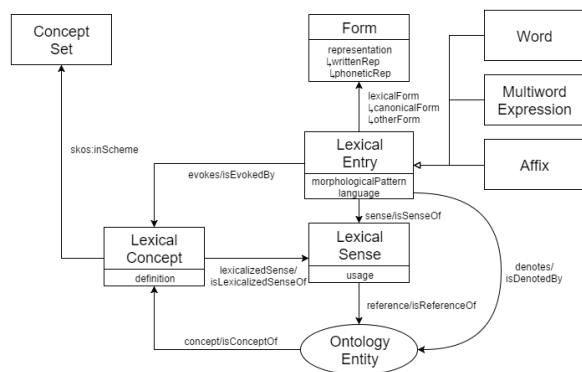 Concept
Set
Form
representation
↳writtenRep
↳phoneticRep
Word
Multiword
Expression
Affix
lexicalForm
↳canonicalForm
↳otherForm
skos:inScheme
Lexical
Entry
morphologicalPattern
language
evokes/isEvokedBy
sense/isSenseOf
Lexical
Concept
definition
lexicalizedSense/
isLexicalizedSenseOf
Lexical
Sense
usage
denotes/
isDenotedBy
reference/isReferenceOf
concept/isConceptOf
Ontology
Entity